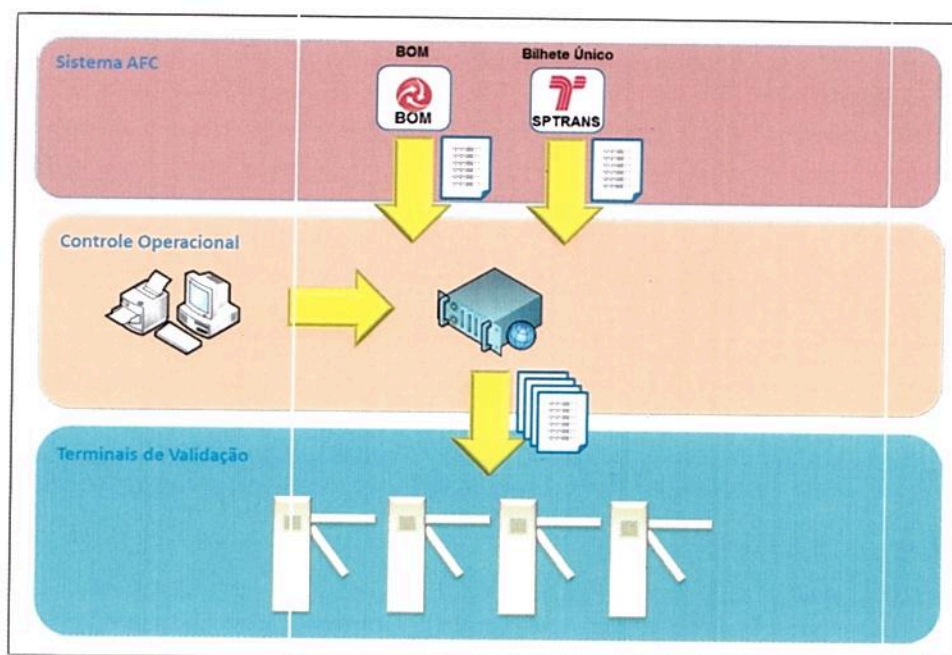 Sistema AFC
BOM
Bilhete Único
BOM
SPTRANS
Controle Operacional
Terminais de Validação